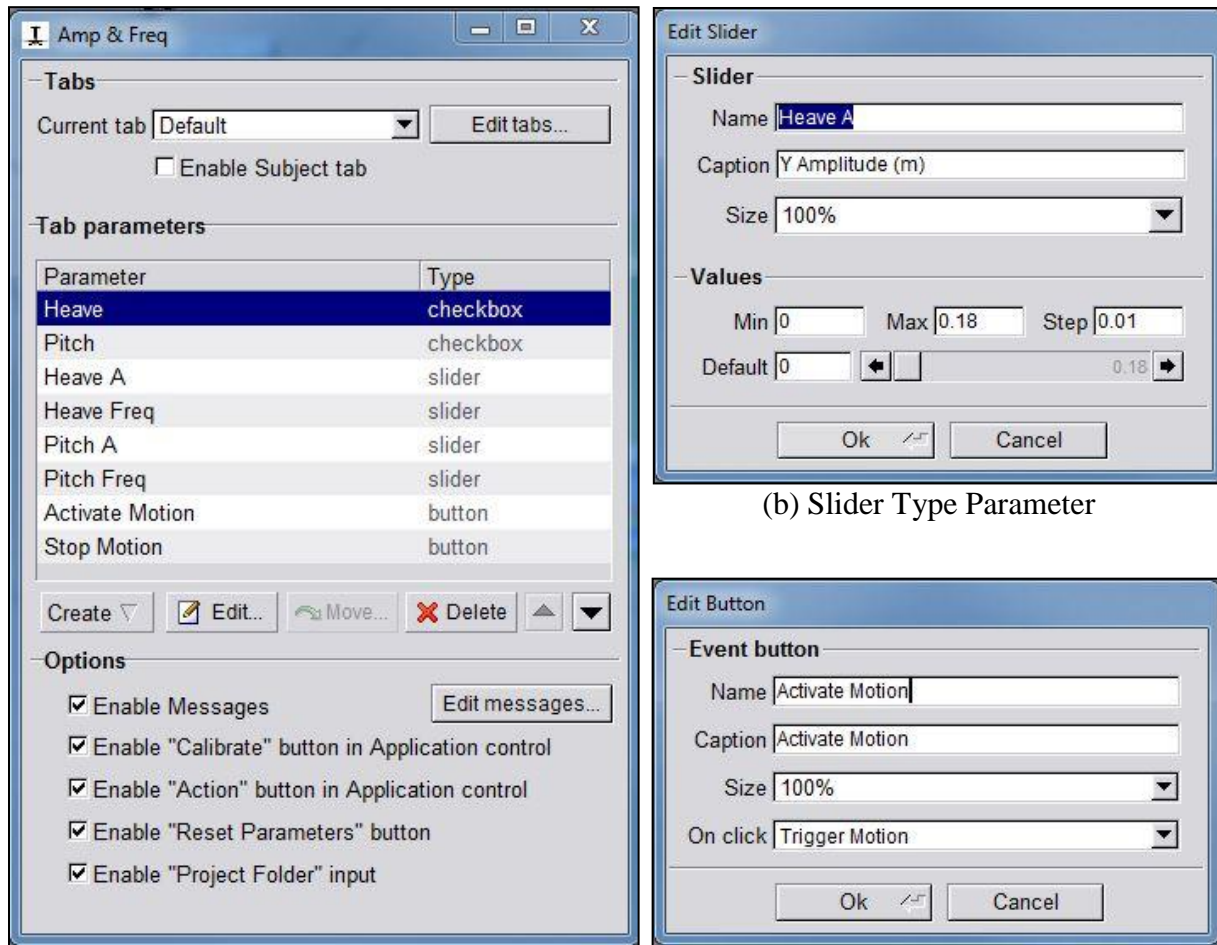 Amp & Freq
Tabs
Current tab Default Edit tabs...
Enable Subject tab
Tab parameters
Parameter Type
Heave checkbox
Pitch checkbox
Heave A slider
Heave Freq slider
Pitch A slider
Pitch Freq slider
Activate Motion button
Stop Motion button
Create Edit... Move... Delete
Options
Enable Messages Edit messages...
Enable "Calibrate" button in Application control
Enable "Action" button in Application control
Enable "Reset Parameters" button
Enable "Project Folder" input
Edit Slider
Slider
Name Heave A
Caption Y Amplitude (m)
Size 100%
Values
Min 0 Max 0.18 Step 0.01
Default 0 0.18
Ok Cancel
(b) Slider Type Parameter
Edit Button
Event button
Name Activate Motion
Caption Activate Motion
Size 100%
On click Trigger Motion
Ok Cancel